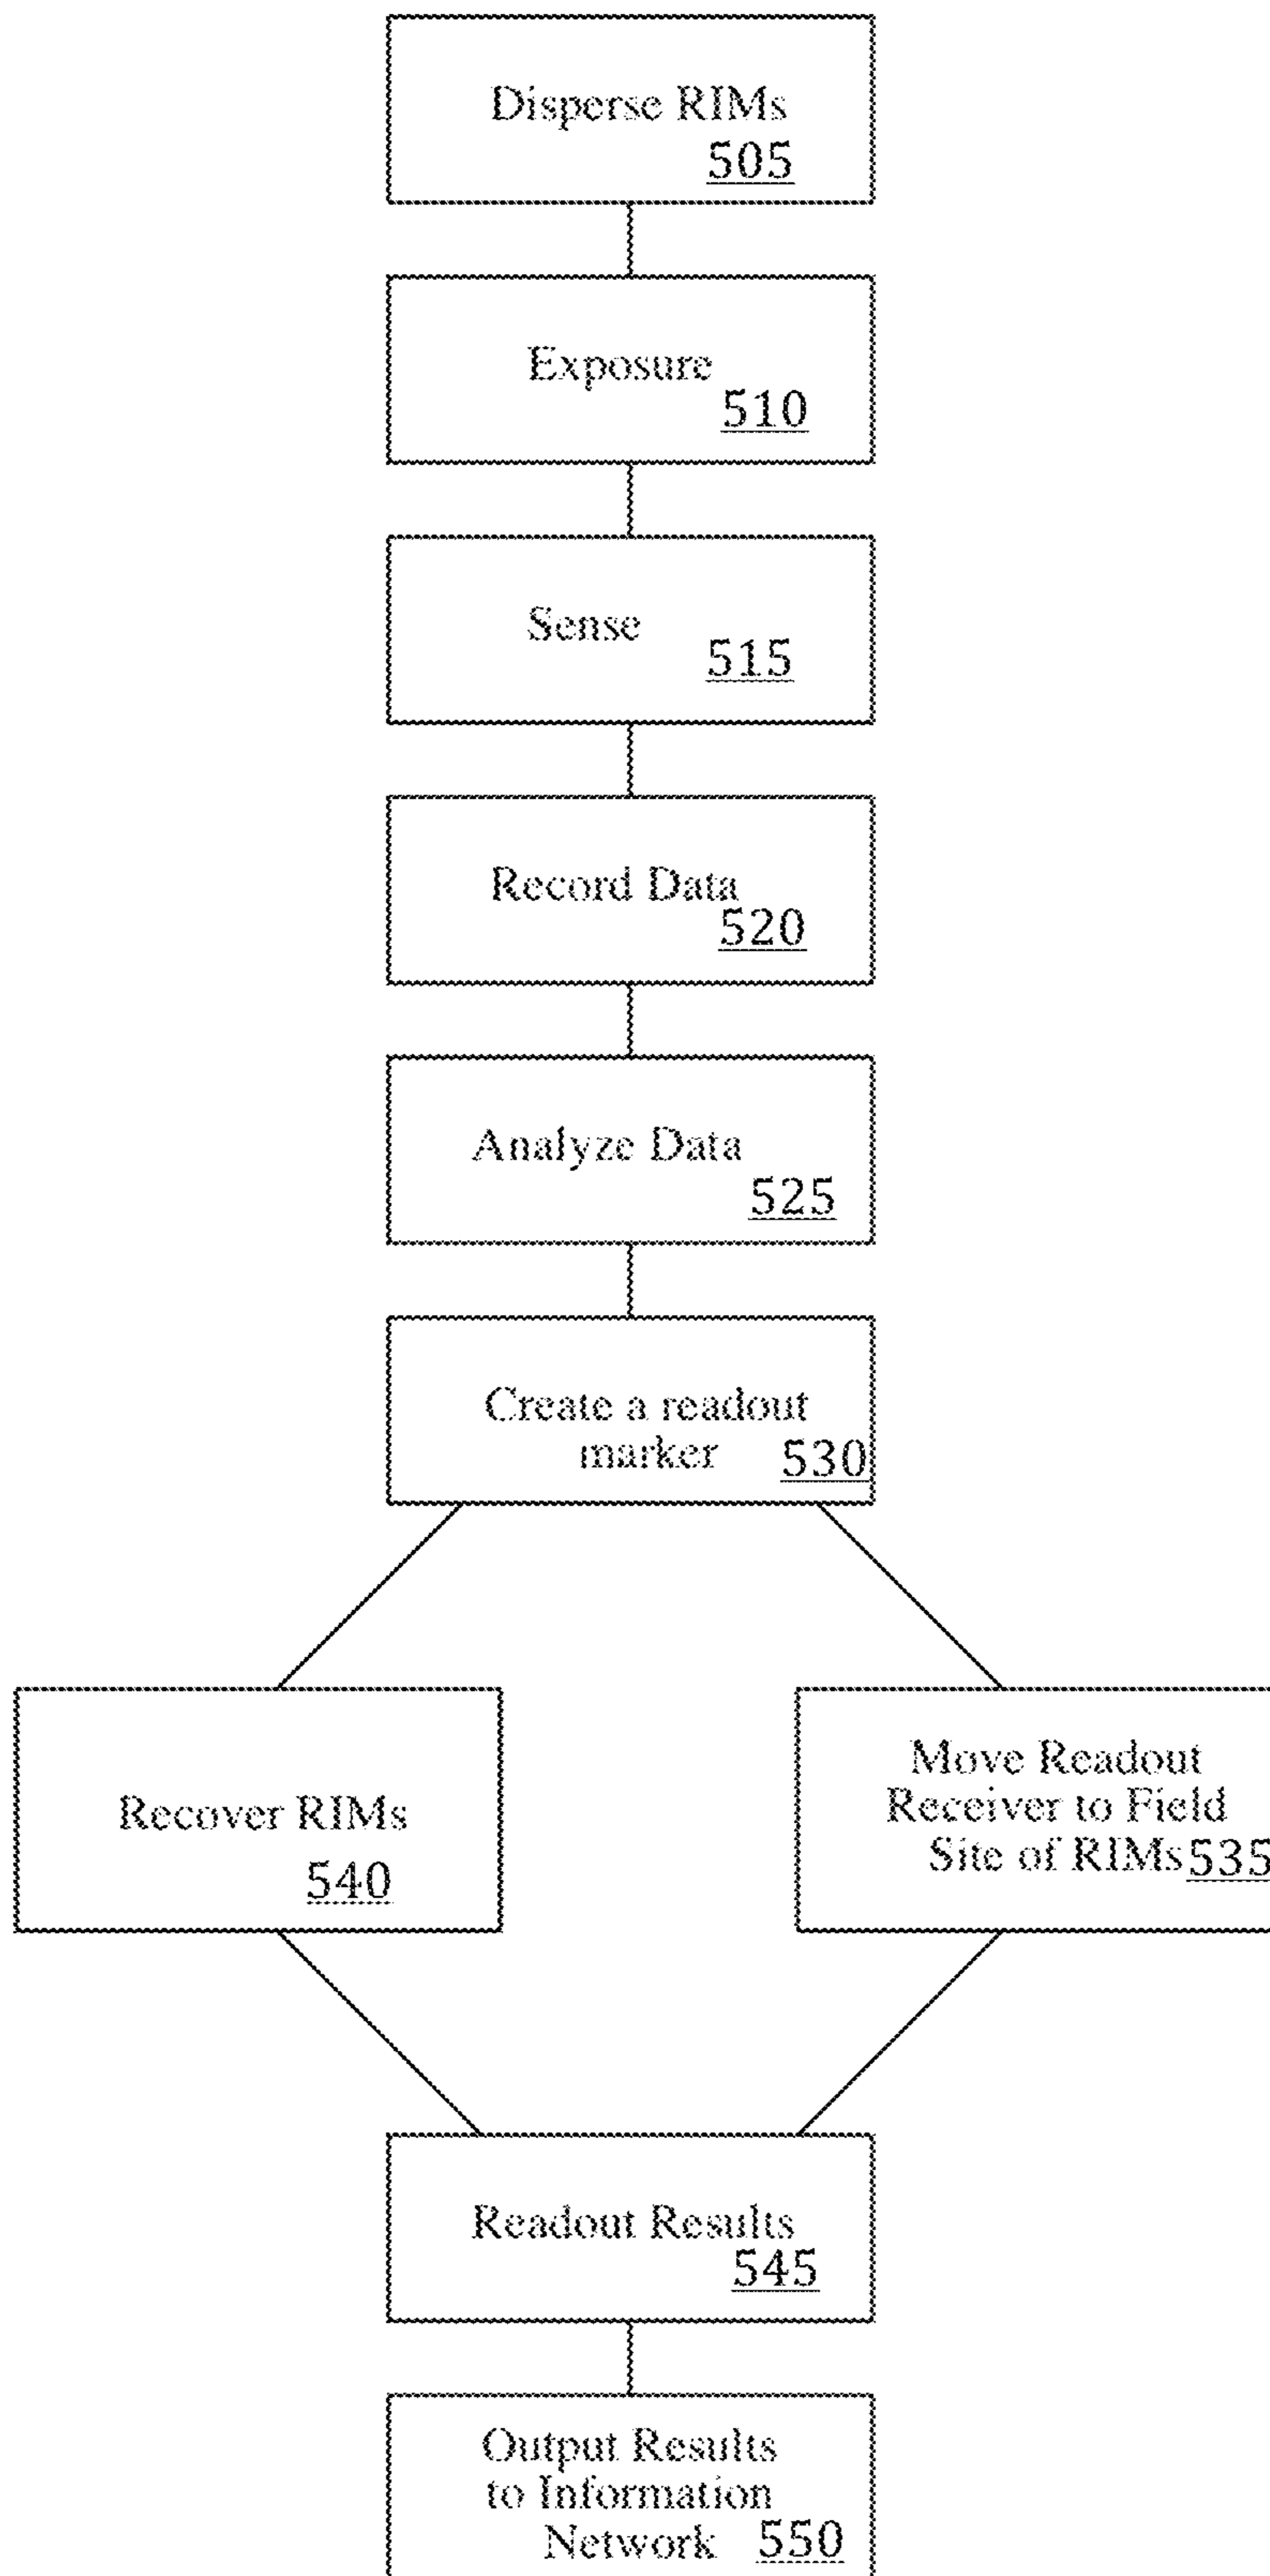 Disperse RIMs
505
Exposure
510
Sense
515
Record Data
520
Analyze Data
525
Create a readout
marker 530
Recover RIMs
540
Move Readout
Receiver to Field
Site of RIMs 535
Readout Results
545
Output Results
to Information
Network 550